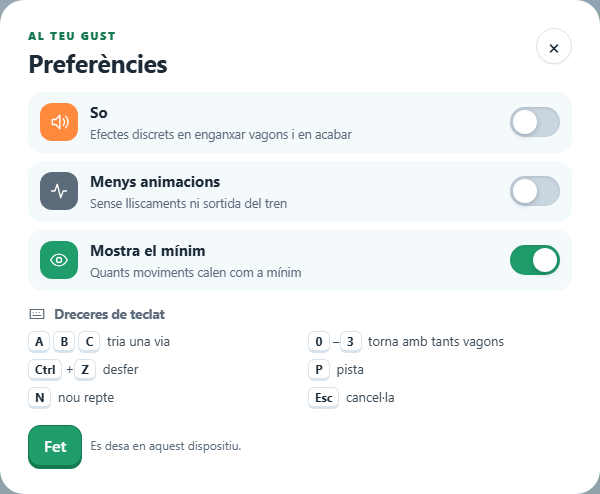 AL TEU GUST
Preferències
So
Efectes discrets en enganxar vagons i en acabar
Menys animacions
Sense lliscaments ni sortida del tren
Mostra el mínim
Quants moviments calen com a mínim
Dreceres de teclat
A B C tria una via
0 – 3 torna amb tants vagons
Ctrl + Z desfer
P pista
N nou repte
Esc cancel·la
Fet
Es desa en aquest dispositiu.